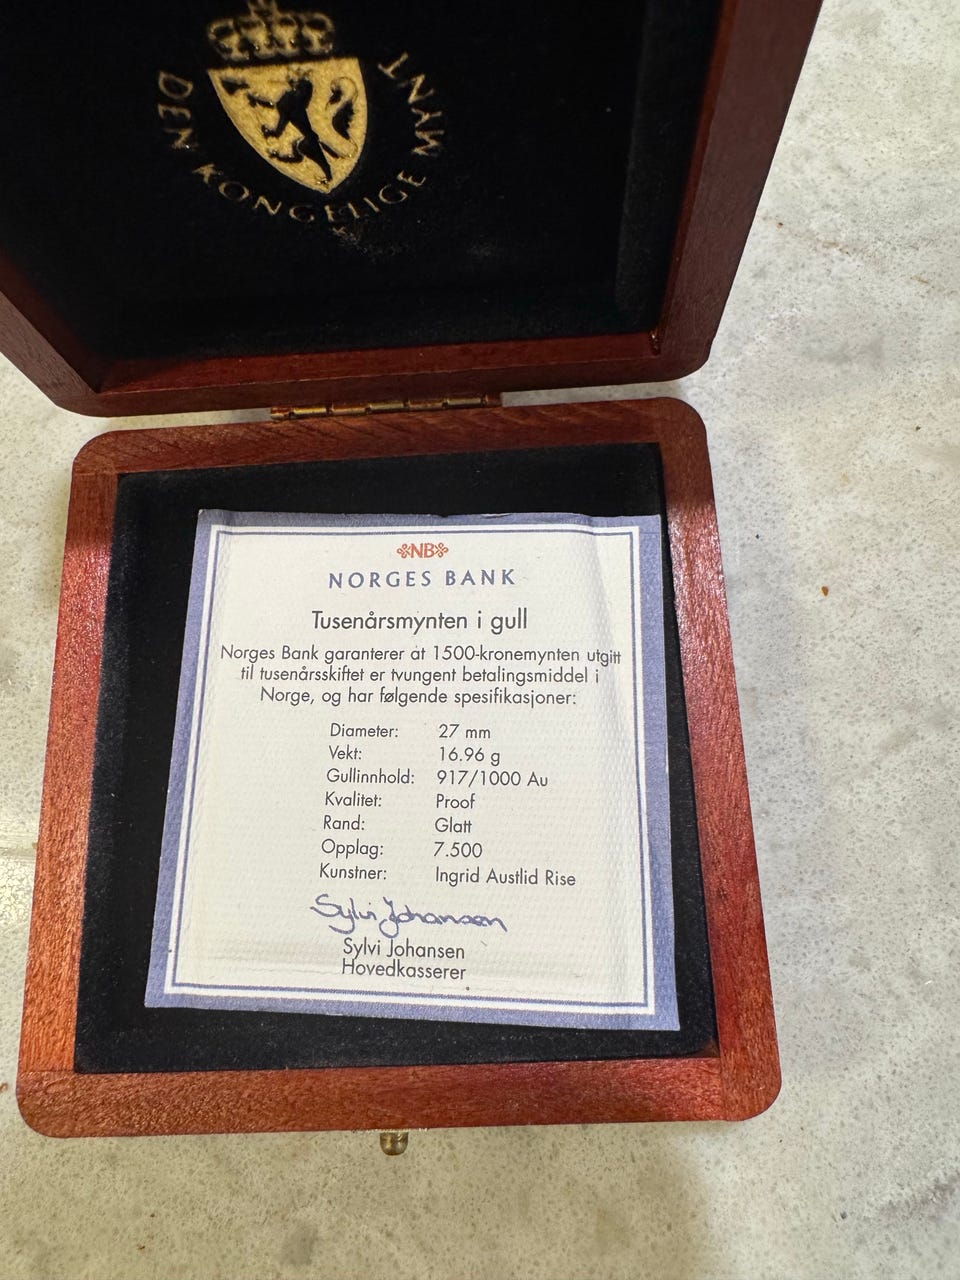 DEN KONGELIGE MYNT
NB
NORGES BANK
Tusenårsmynten i gull
Norges Bank garanterer at 1500-kronemynten utgitt
til tusenårsskiftet er tvungent betalingsmiddel i
Norge, og har følgende spesifikasjoner:
Diameter: 27 mm
Vekt: 16.96 g
Gullinnhold: 917/1000 Au
Kvalitet: Proof
Rand: Glatt
Opplag: 7.500
Kunstner: Ingrid Austlid Rise
Sylvi Johansen
Sylvi Johansen
Hovedkasserer